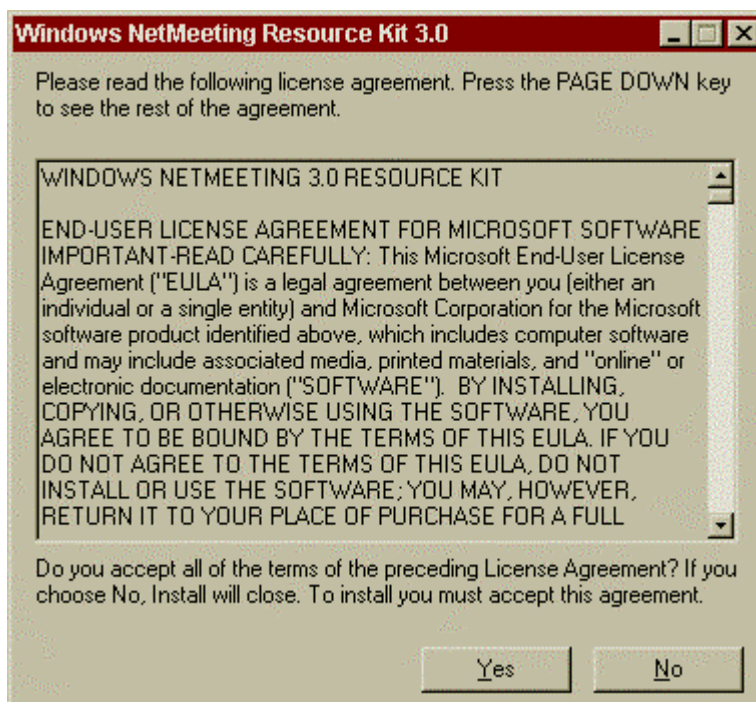 Windows NetMeeting Resource Kit 3.0
Please read the following license agreement. Press the PAGE DOWN key
to see the rest of the agreement.
WINDOWS NETMEETING 3.0 RESOURCE KIT
END-USER LICENSE AGREEMENT FOR MICROSOFT SOFTWARE
IMPORTANT-READ CAREFULLY: This Microsoft End-User License
Agreement ("EULA") is a legal agreement between you (either an
individual or a single entity) and Microsoft Corporation for the Microsoft
software product identified above, which includes computer software
and may include associated media, printed materials, and "online" or
electronic documentation ("SOFTWARE").  BY INSTALLING,
COPYING, OR OTHERWISE USING THE SOFTWARE, YOU
AGREE TO BE BOUND BY THE TERMS OF THIS EULA. IF YOU
DO NOT AGREE TO THE TERMS OF THIS EULA, DO NOT
INSTALL OR USE THE SOFTWARE; YOU MAY, HOWEVER,
RETURN IT TO YOUR PLACE OF PURCHASE FOR A FULL
Do you accept all of the terms of the preceding License Agreement? If you
choose No, Install will close. To install you must accept this agreement.
Yes No